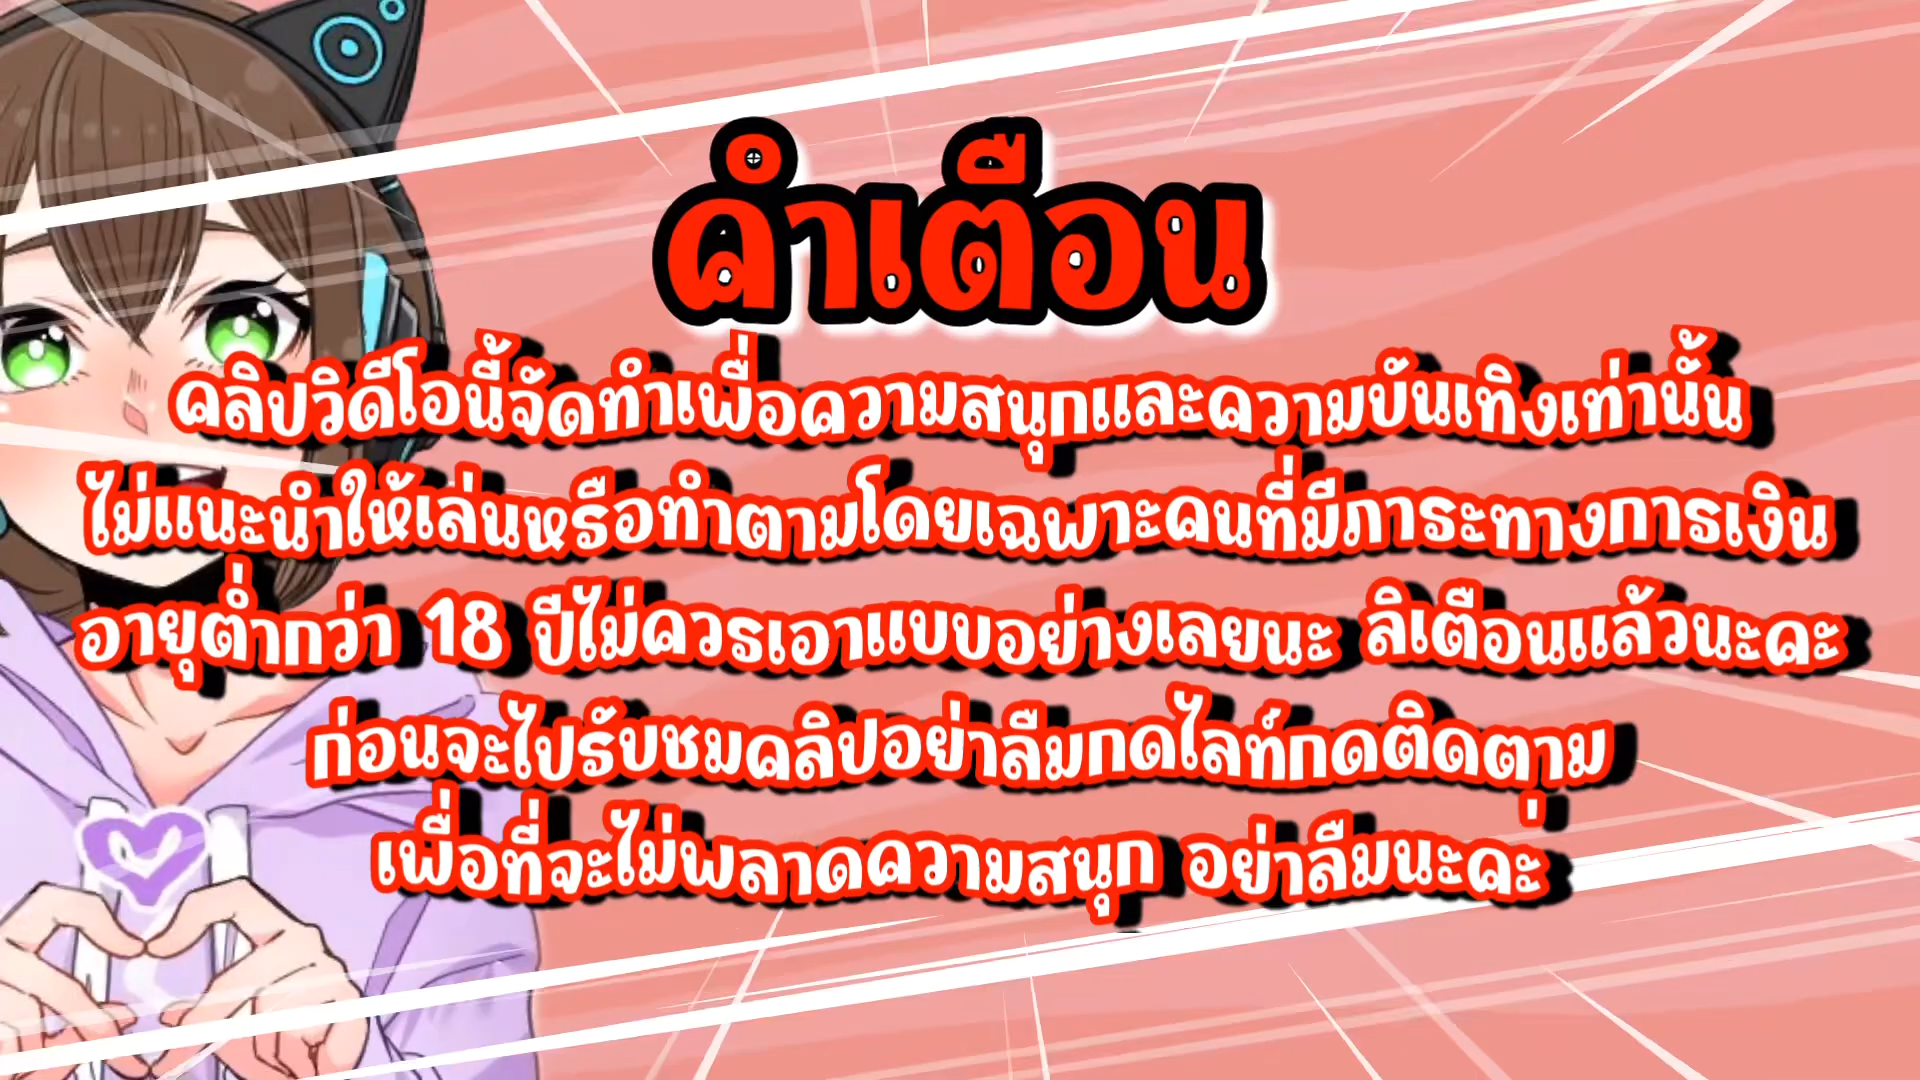 คำเตือน
คลิปวิดีโอนี้จัดทำเพื่อความสนุกและความบันเทิงเท่านั้น
ไม่แนะนำให้เล่นหรือทำตามโดยเฉพาะคนที่มีภาระทางการเงิน
อายุต่ำกว่า 18 ปีไม่ควรเอาแบบอย่างเลยนะ ลิเตือนแล้วนะคะ
ก่อนจะไปรับชมคลิปอย่าลืมกดไลท์กดติดตาม
เพื่อที่จะไม่พลาดความสนุก อย่าลืมนะคะ่